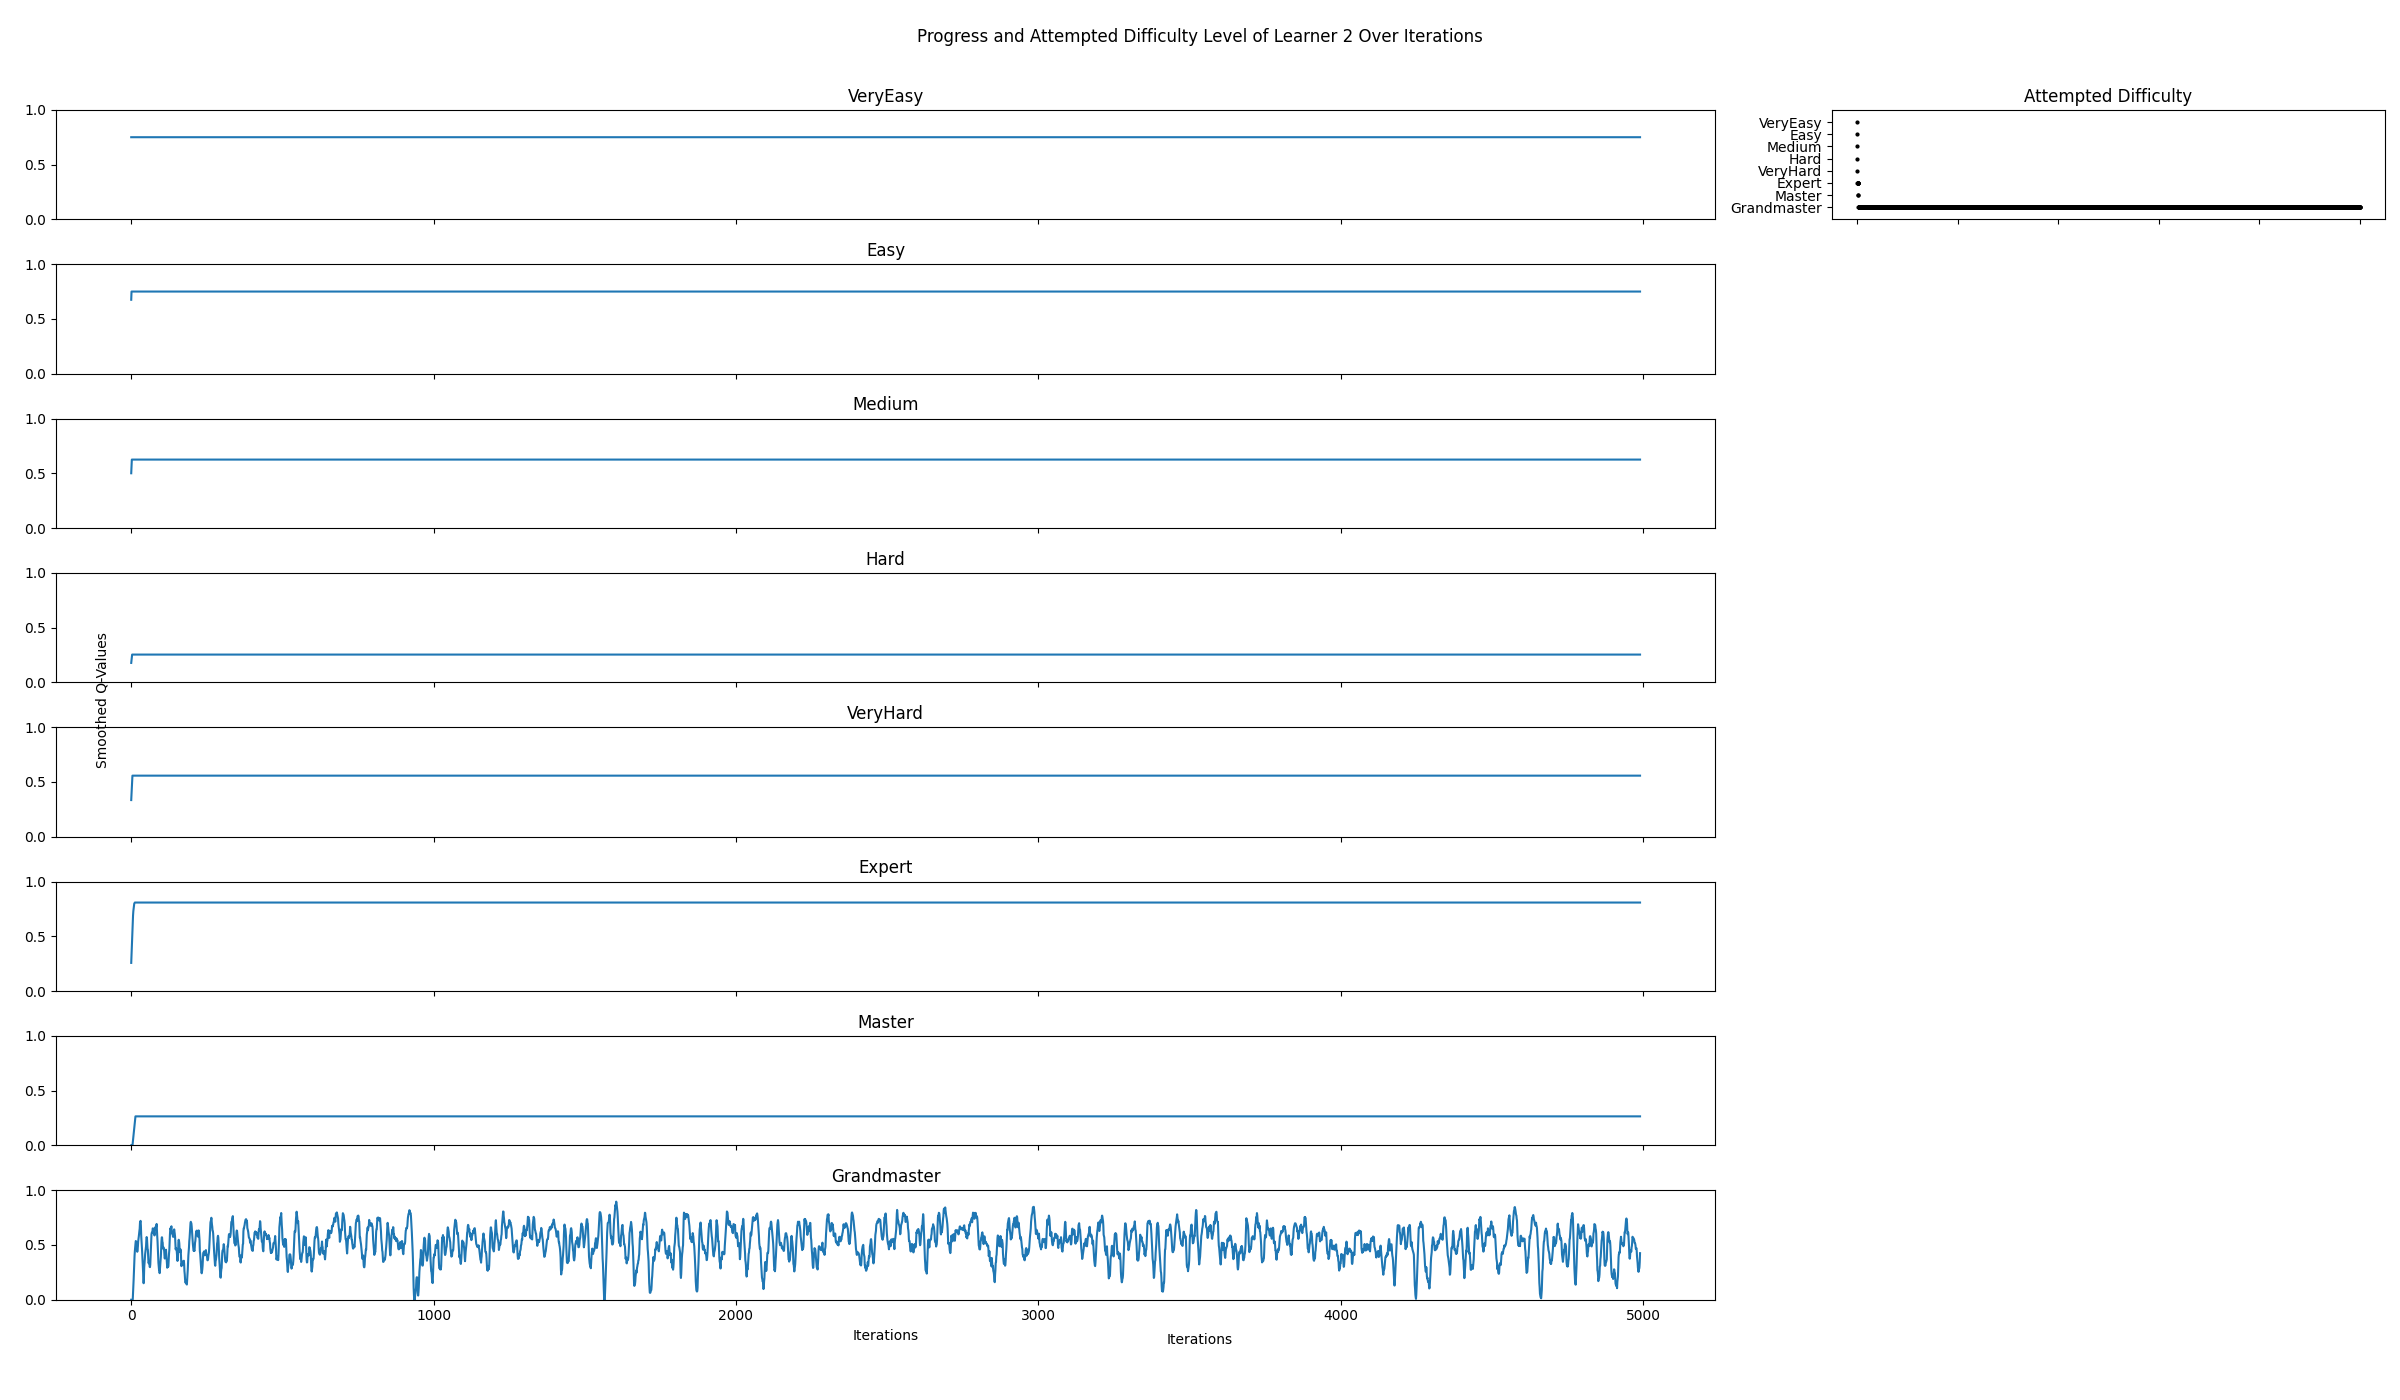 Progress and Attempted Difficulty Level of Learner 2 Over Iterations
VeryEasy
1.0
0.5
0.0
Attempted Difficulty
VeryEasy
Easy
Medium
Hard
VeryHard
Expert
Master
Grandmaster
Easy
1.0
0.5
0.0
Medium
1.0
0.5
0.0
Hard
1.0
0.5
0.0
Smoothed Q-Values
VeryHard
1.0
0.5
0.0
Expert
1.0
0.5
0.0
Master
1.0
0.5
0.0
Grandmaster
1.0
0.5
0.0
0 1000 2000 3000 4000 5000
Iterations
Iterations